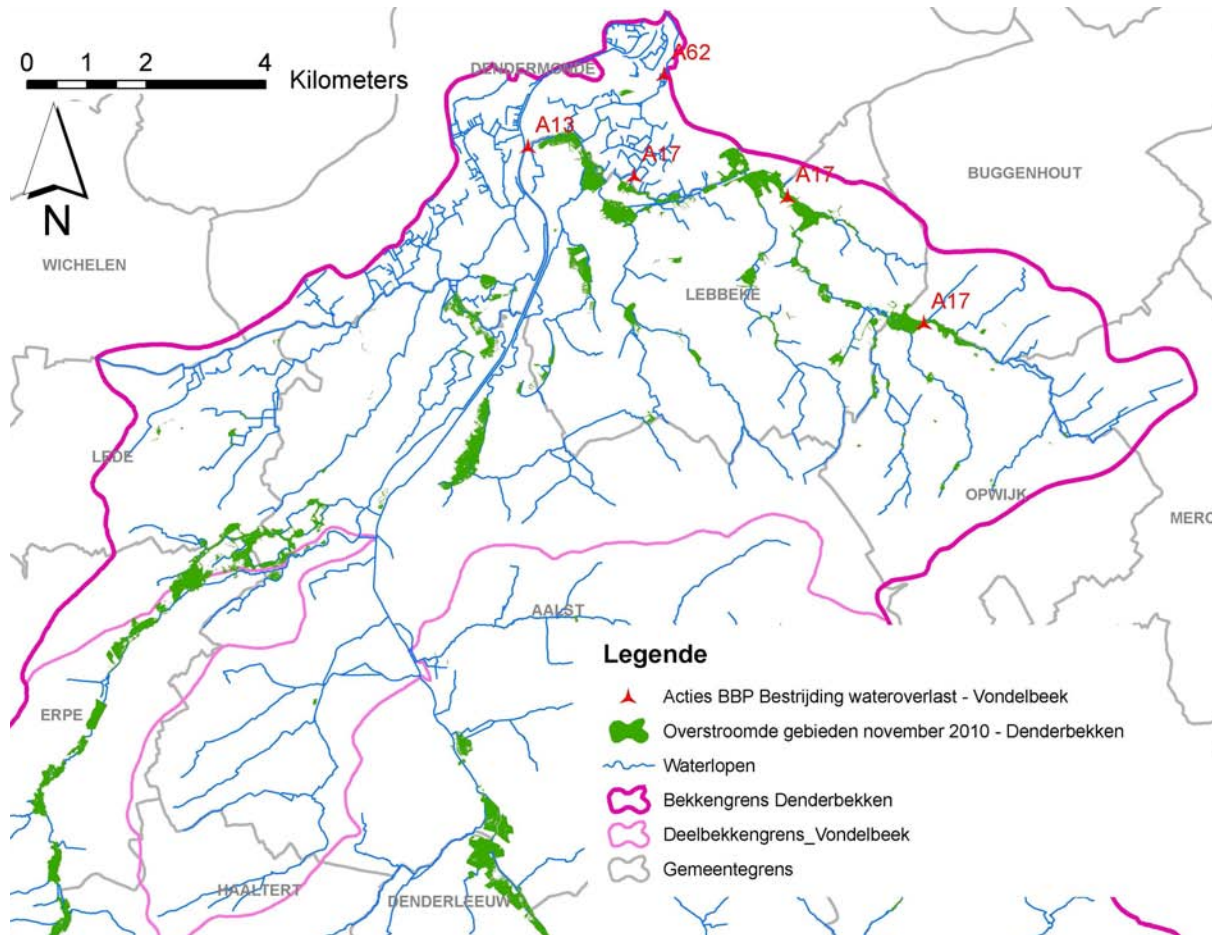 0 1 2 4
Kilometers
N
DENDERMONDE
A62
A13
A17
A17
BUGGENHOUT
WICHELEN
LEBBEKE
A17
LEDE
OPWIJK
MERC
AALST
ERPE
HAALTERT
DENDERLEEUW
Legende
Acties BBP Bestrijding wateroverlast - Vondelbeek
Overstroomde gebieden november 2010 - Denderbekken
Waterlopen
Bekkengrens Denderbekken
Deelbekkengrens_Vondelbeek
Gemeentegrens